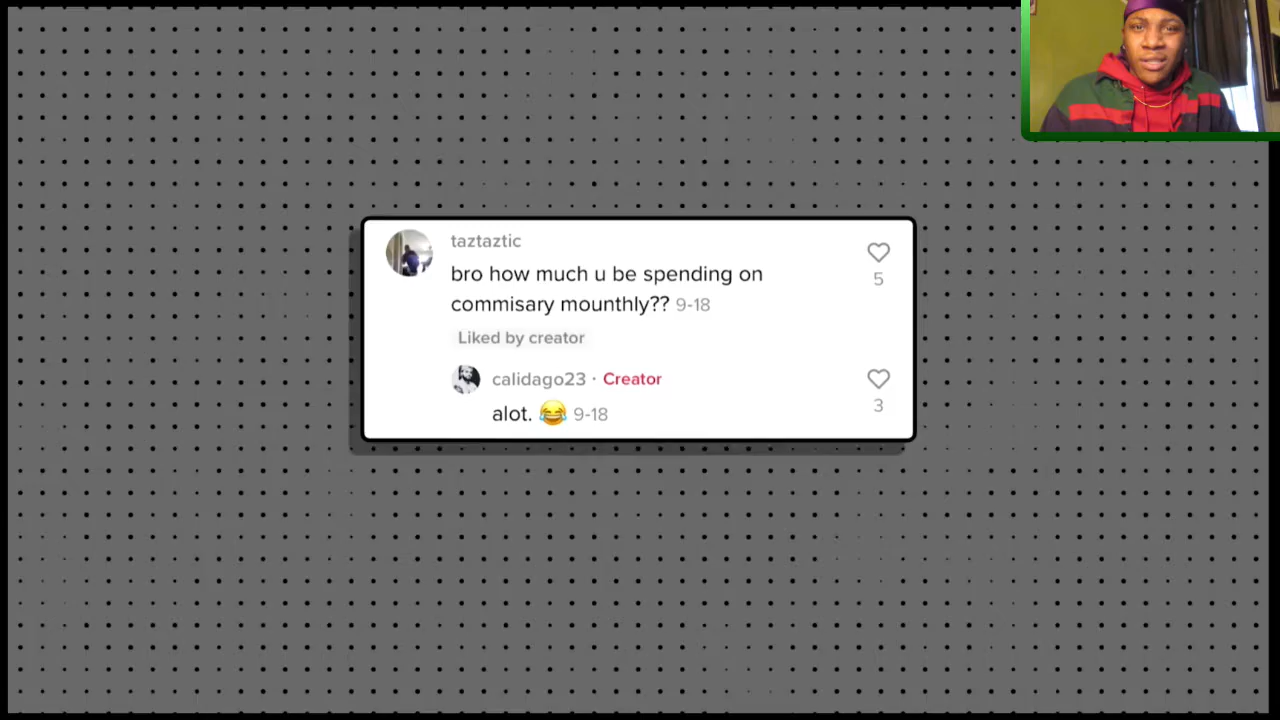 taztaztic
bro how much u be spending on
commisary mounthly?? 9-18
5
Liked by creator
calidago23 · Creator
alot. 😂 9-18
3